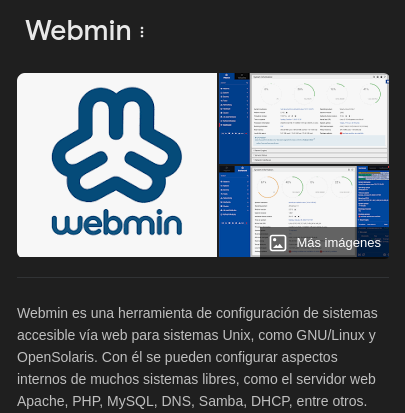 Webmin
webmin
Más imágenes
Webmin es una herramienta de configuración de sistemas
accesible vía web para sistemas Unix, como GNU/Linux y
OpenSolaris. Con él se pueden configurar aspectos
internos de muchos sistemas libres, como el servidor web
Apache, PHP, MySQL, DNS, Samba, DHCP, entre otros.